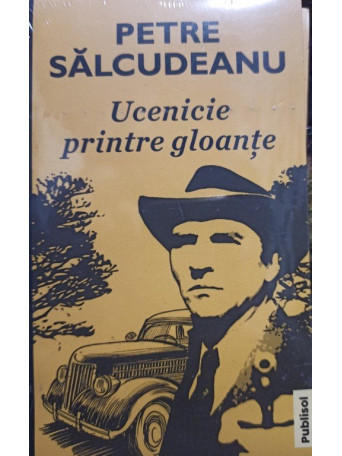 PETRE
SĂLCUDEANU
Ucenicie
printre gloanțe
Publisol